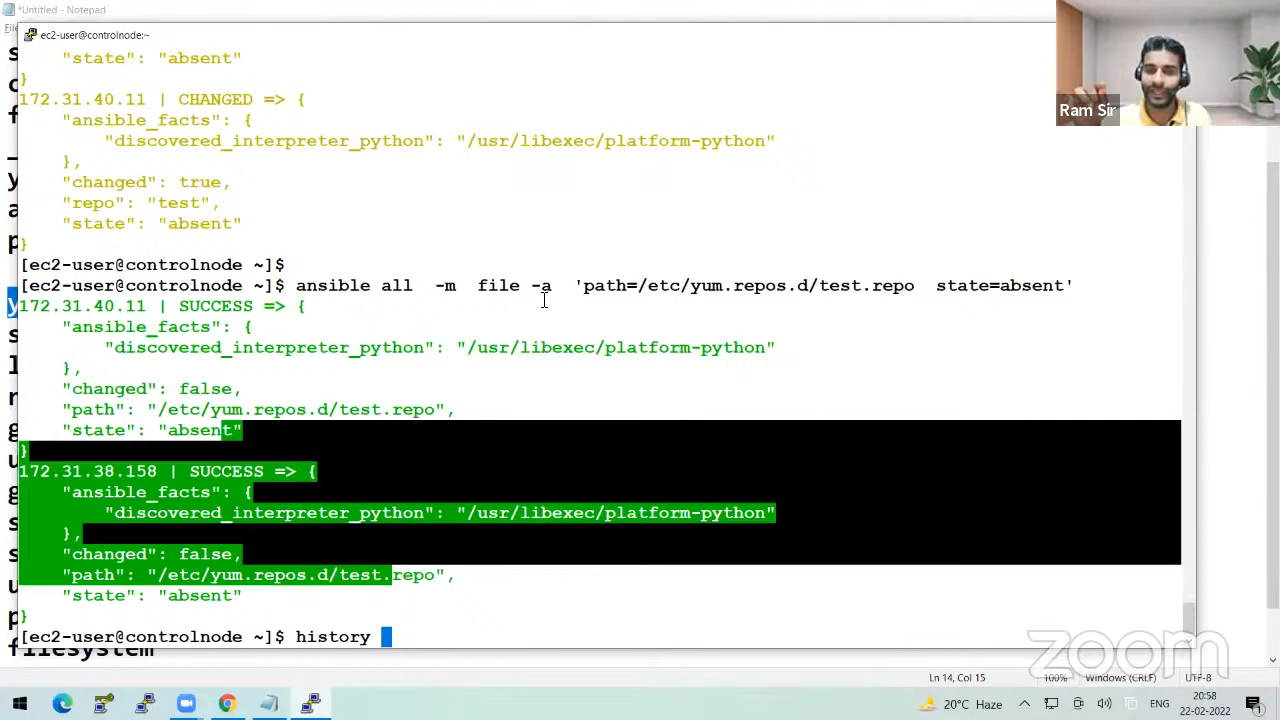 *Untitled - Notepad
Fil
ec2-user@controlnode:~
"state": "absent"
}
172.31.40.11 | CHANGED => {
"ansible_facts": {
"discovered_interpreter_python": "/usr/libexec/platform-python"
},
"changed": true,
"repo": "test",
"state": "absent"
}
[ec2-user@controlnode ~]$
[ec2-user@controlnode ~]$ ansible all -m file -a 'path=/etc/yum.repos.d/test.repo state=absent'
172.31.40.11 | SUCCESS => {
"ansible_facts": {
"discovered_interpreter_python": "/usr/libexec/platform-python"
},
"changed": false,
"path": "/etc/yum.repos.d/test.repo",
"state": "absent"
}
172.31.38.158 | SUCCESS => {
"ansible_facts": {
"discovered_interpreter_python": "/usr/libexec/platform-python"
},
"changed": false,
"path": "/etc/yum.repos.d/test.repo",
"state": "absent"
}
[ec2-user@controlnode ~]$ history
filesystem
Ram Sir
zoom
Ln 14, Col 15
100%
Windows (CRLF)
UTF-8
20°C Haze
ENG
20:58
22-02-2022
1